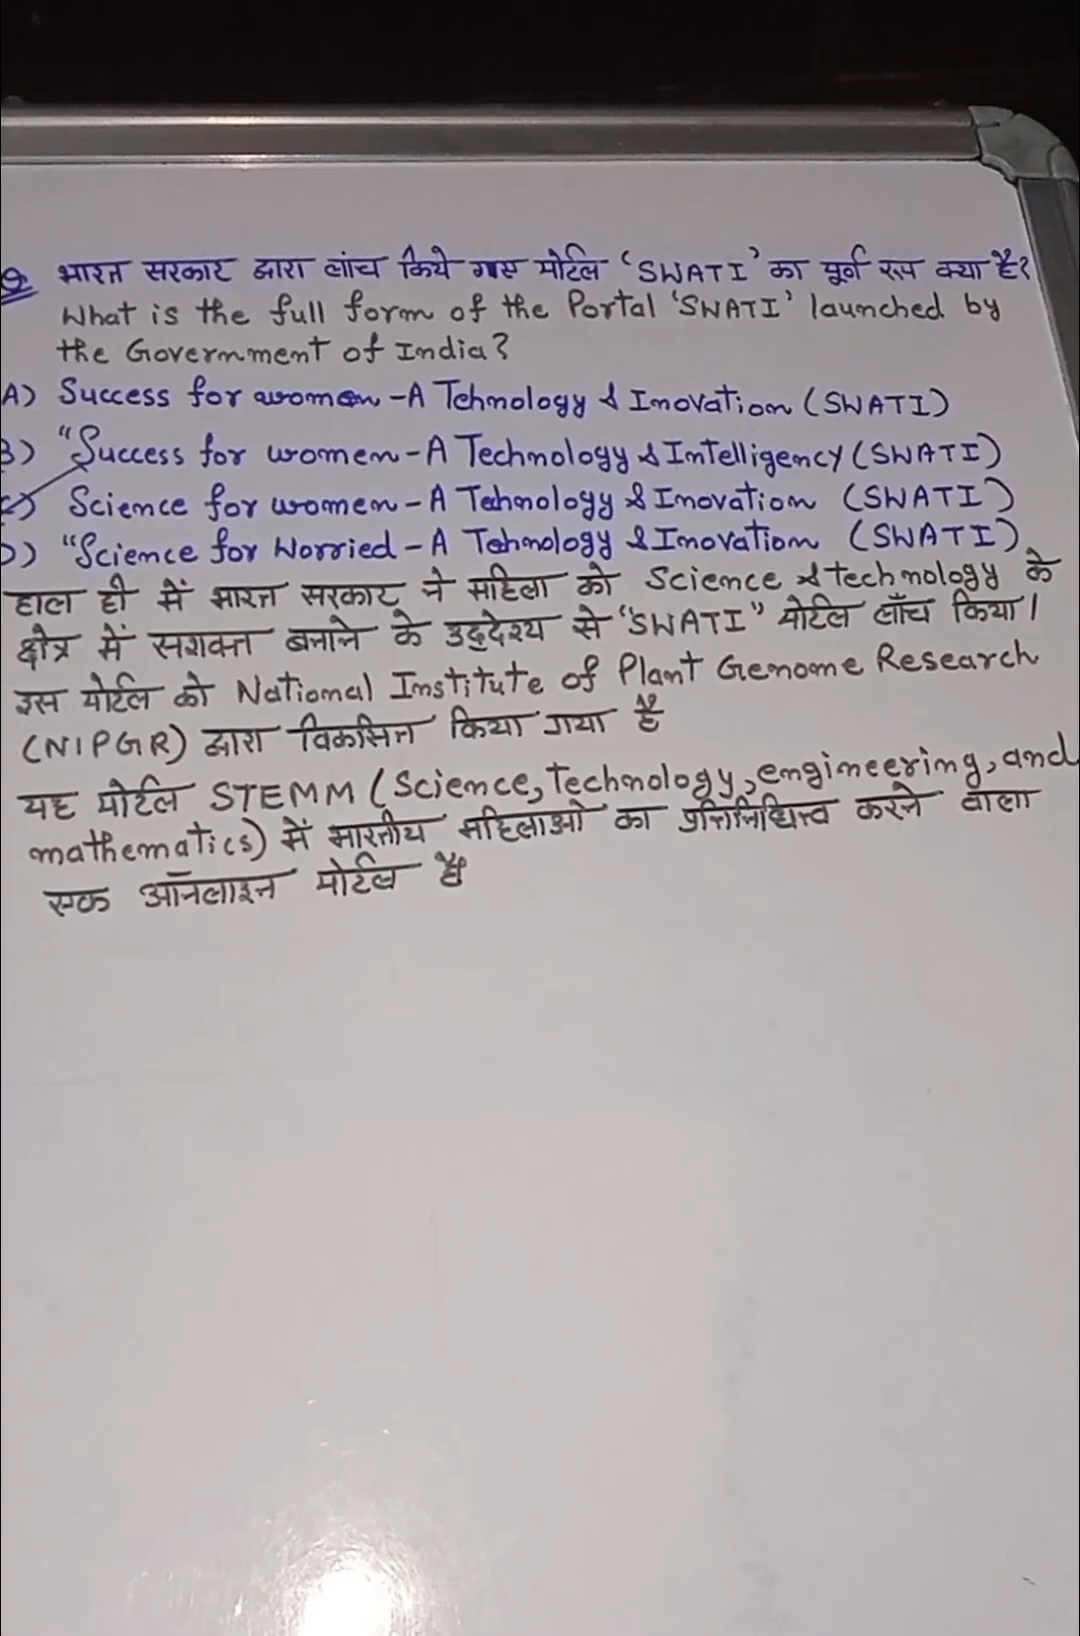 Q भारत सरकार द्वारा लांच किये गए पोर्टल ‘SWATI’ का पूर्ण रूप क्या है?
What is the full form of the Portal ‘SWATI’ launched by
the Government of India?
A) Success for women - A Tehnology & Inovation (SWATI)
B) “Success for women - A Technology & Intelligency (SWATI)
C) Science for women - A Tehnology & Inovation (SWATI)
D) “Science for Worried - A Tehnology & Inovation (SWATI)
हाल ही में भारत सरकार ने महिला को Science & technology के
क्षेत्र में सशक्त बनाने के उद्देश्य से “SWATI” पोर्टल लॉंच किया।
इस पोर्टल को National Institute of Plant Genome Research
(NIPGR) द्वारा विकसित किया गया है
यह पोर्टल STEMM (Science, Technology, engineering, and
mathematics) में भारतीय महिलाओं का प्रतिनिधित्व करने वाला
एक ऑनलाइन पोर्टल है